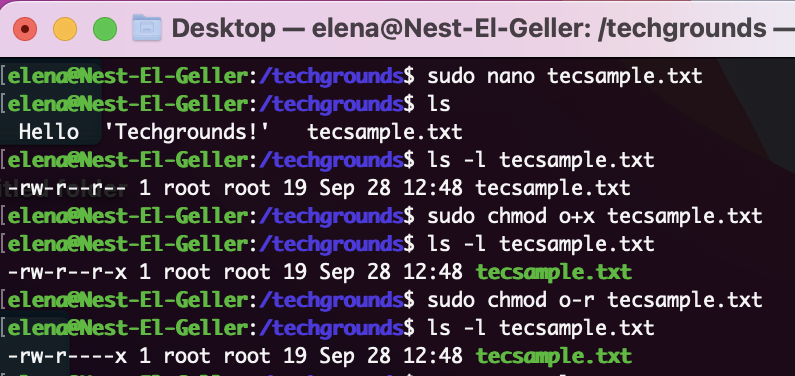 Desktop — elena@Nest-El-Geller: /techgrounds —
[elena@Nest-El-Geller:/techgrounds$ sudo nano tecsample.txt
[elena@Nest-El-Geller:/techgrounds$ ls
Hello  'Techgrounds!'   tecsample.txt
[elena@Nest-El-Geller:/techgrounds$ ls -l tecsample.txt
-rw-r--r-- 1 root root 19 Sep 28 12:48 tecsample.txt
[elena@Nest-El-Geller:/techgrounds$ sudo chmod o+x tecsample.txt
[elena@Nest-El-Geller:/techgrounds$ ls -l tecsample.txt
-rw-r--r-x 1 root root 19 Sep 28 12:48 tecsample.txt
[elena@Nest-El-Geller:/techgrounds$ sudo chmod o-r tecsample.txt
[elena@Nest-El-Geller:/techgrounds$ ls -l tecsample.txt
-rw-r----x 1 root root 19 Sep 28 12:48 tecsample.txt